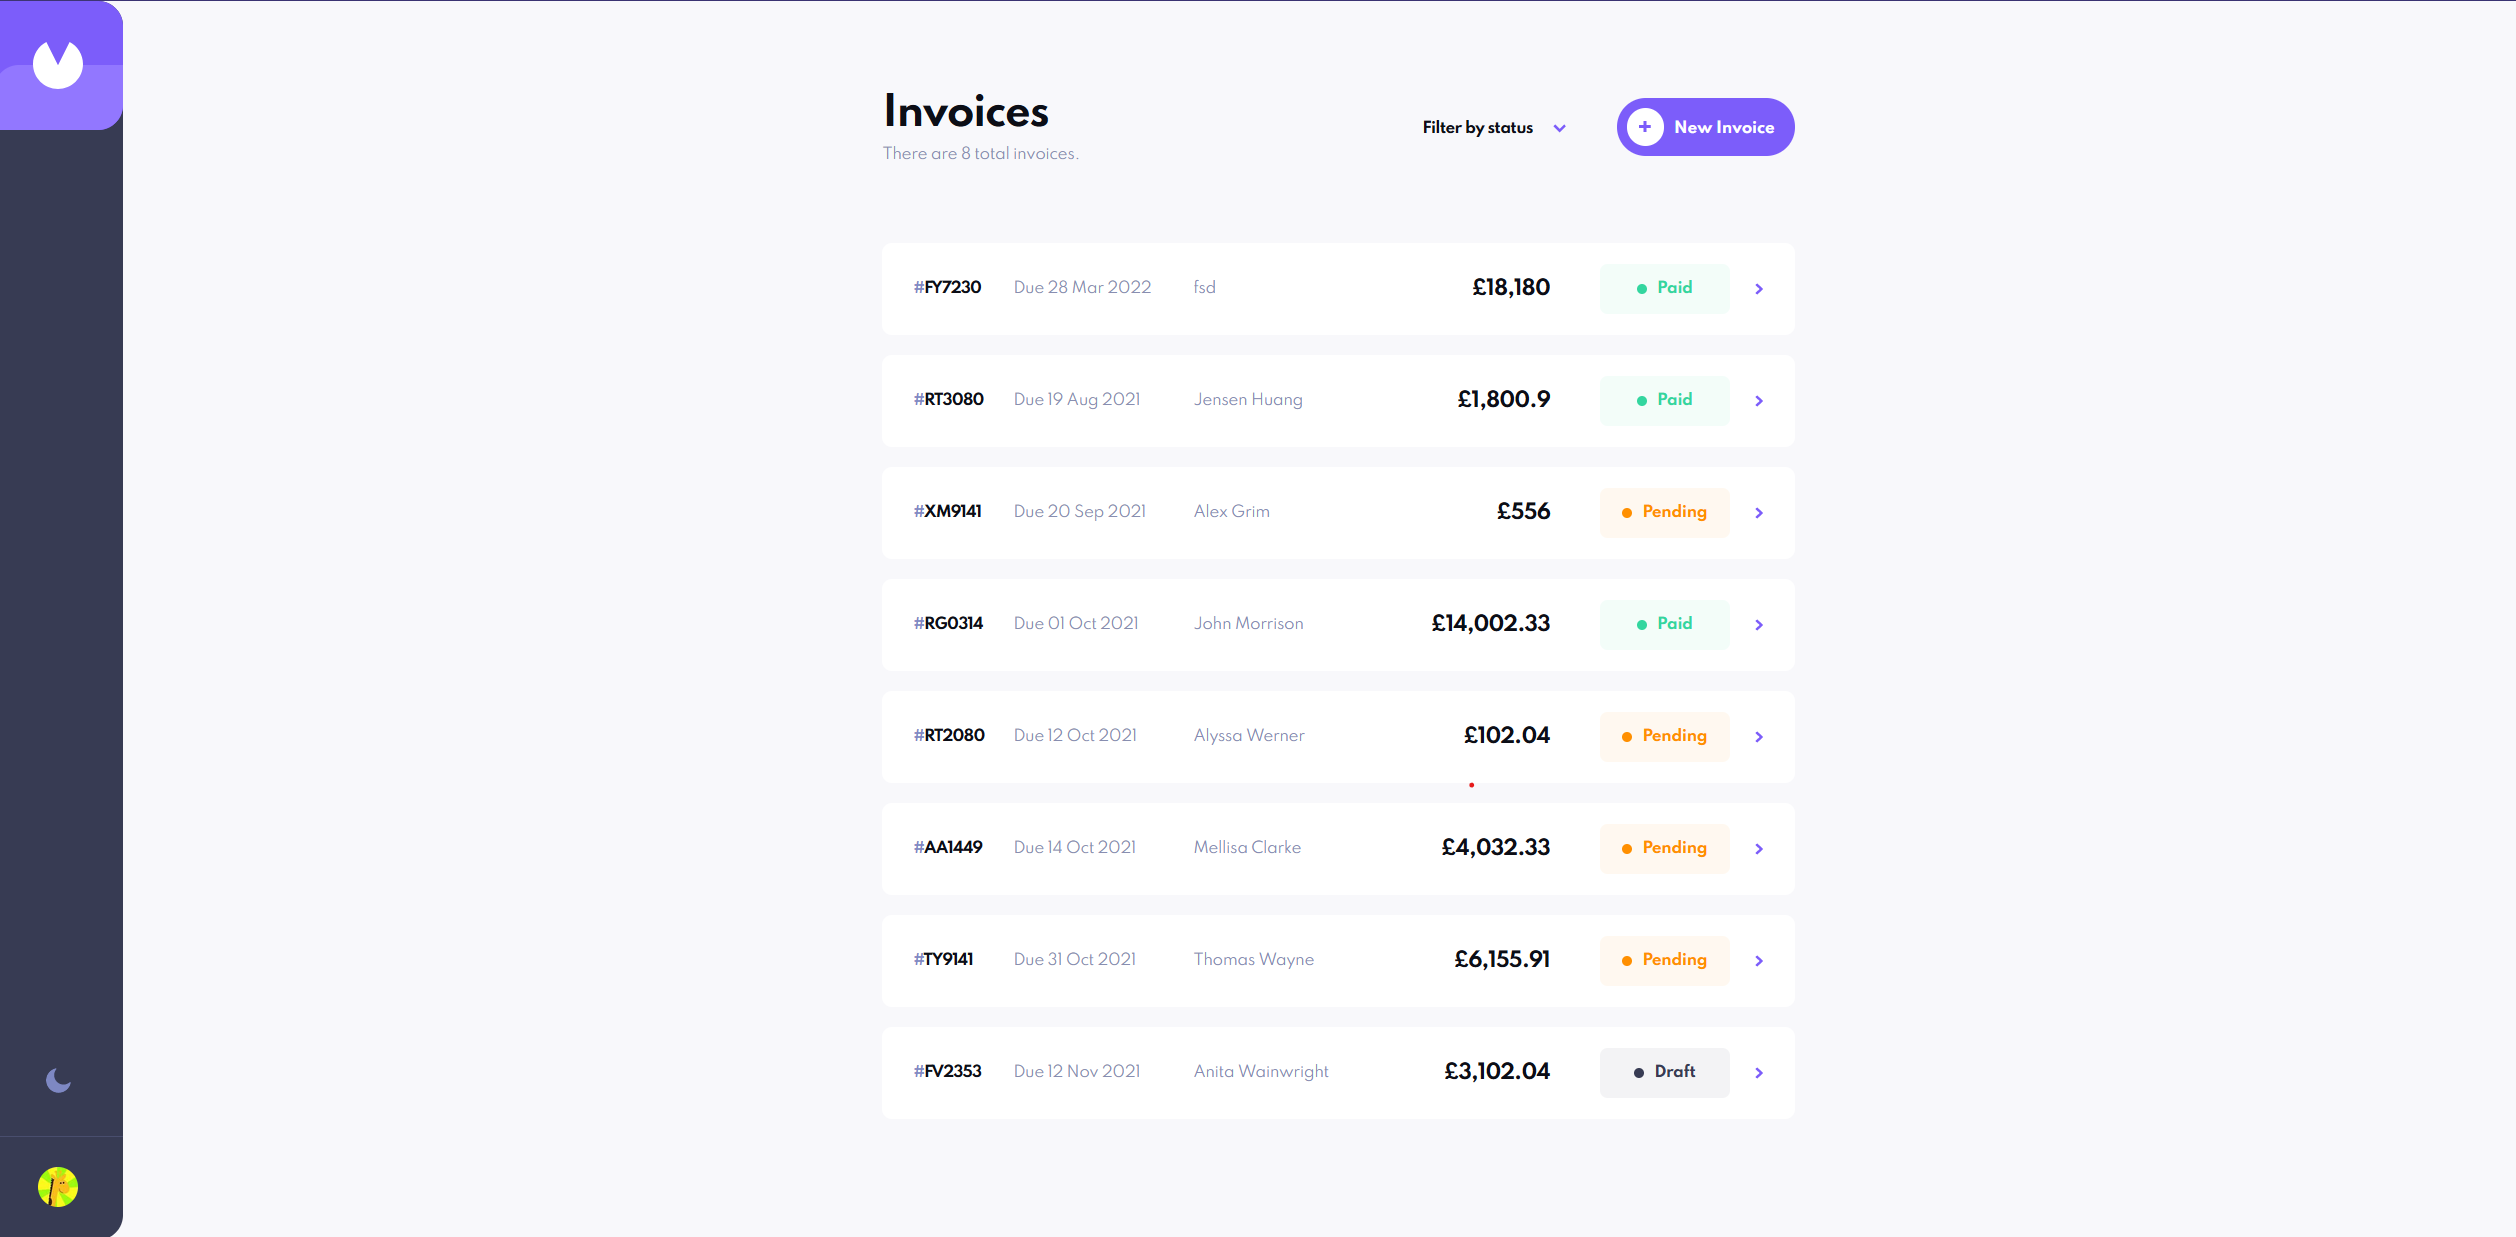 Invoices
There are 8 total invoices.
Filter by status
New Invoice
#FY7230 Due 28 Mar 2022 fsd £18,180 Paid
#RT3080 Due 19 Aug 2021 Jensen Huang £1,800.9 Paid
#XM9141 Due 20 Sep 2021 Alex Grim £556 Pending
#RG0314 Due 01 Oct 2021 John Morrison £14,002.33 Paid
#RT2080 Due 12 Oct 2021 Alyssa Werner £102.04 Pending
#AA1449 Due 14 Oct 2021 Mellisa Clarke £4,032.33 Pending
#TY9141 Due 31 Oct 2021 Thomas Wayne £6,155.91 Pending
#FV2353 Due 12 Nov 2021 Anita Wainwright £3,102.04 Draft